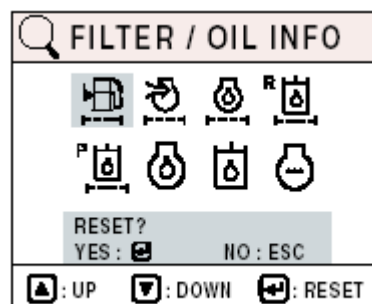 FILTER / OIL INFO
R
P
RESET?
YES : NO : ESC
: UP : DOWN : RESET